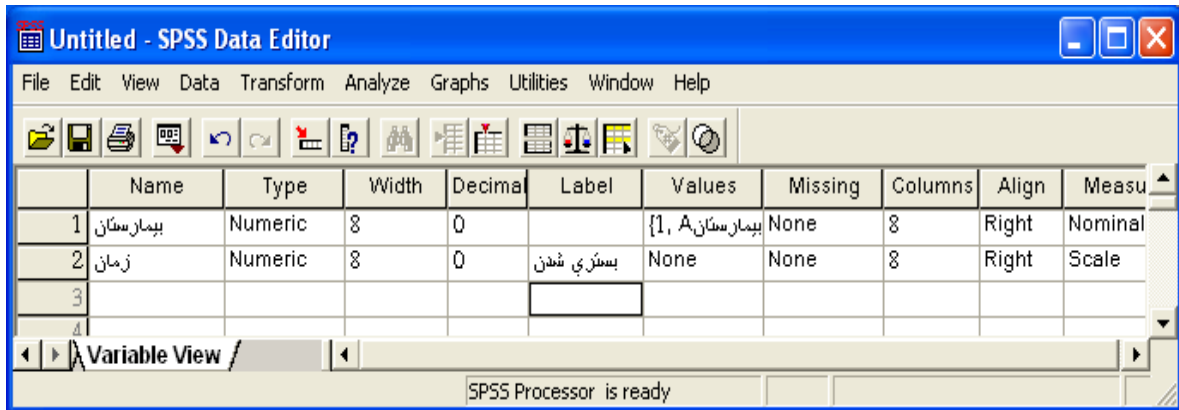 SPSS
Untitled - SPSS Data Editor
File Edit View Data Transform Analyze Graphs Utilities Window Help
Name Type Width Decimal Label Values Missing Columns Align Measu
1 بیمارستان Numeric 8 0 {1, Aبیمارستان None 8 Right Nominal
2 زمان Numeric 8 0 بستري شدن None None 8 Right Scale
3
4
Variable View
SPSS Processor is ready